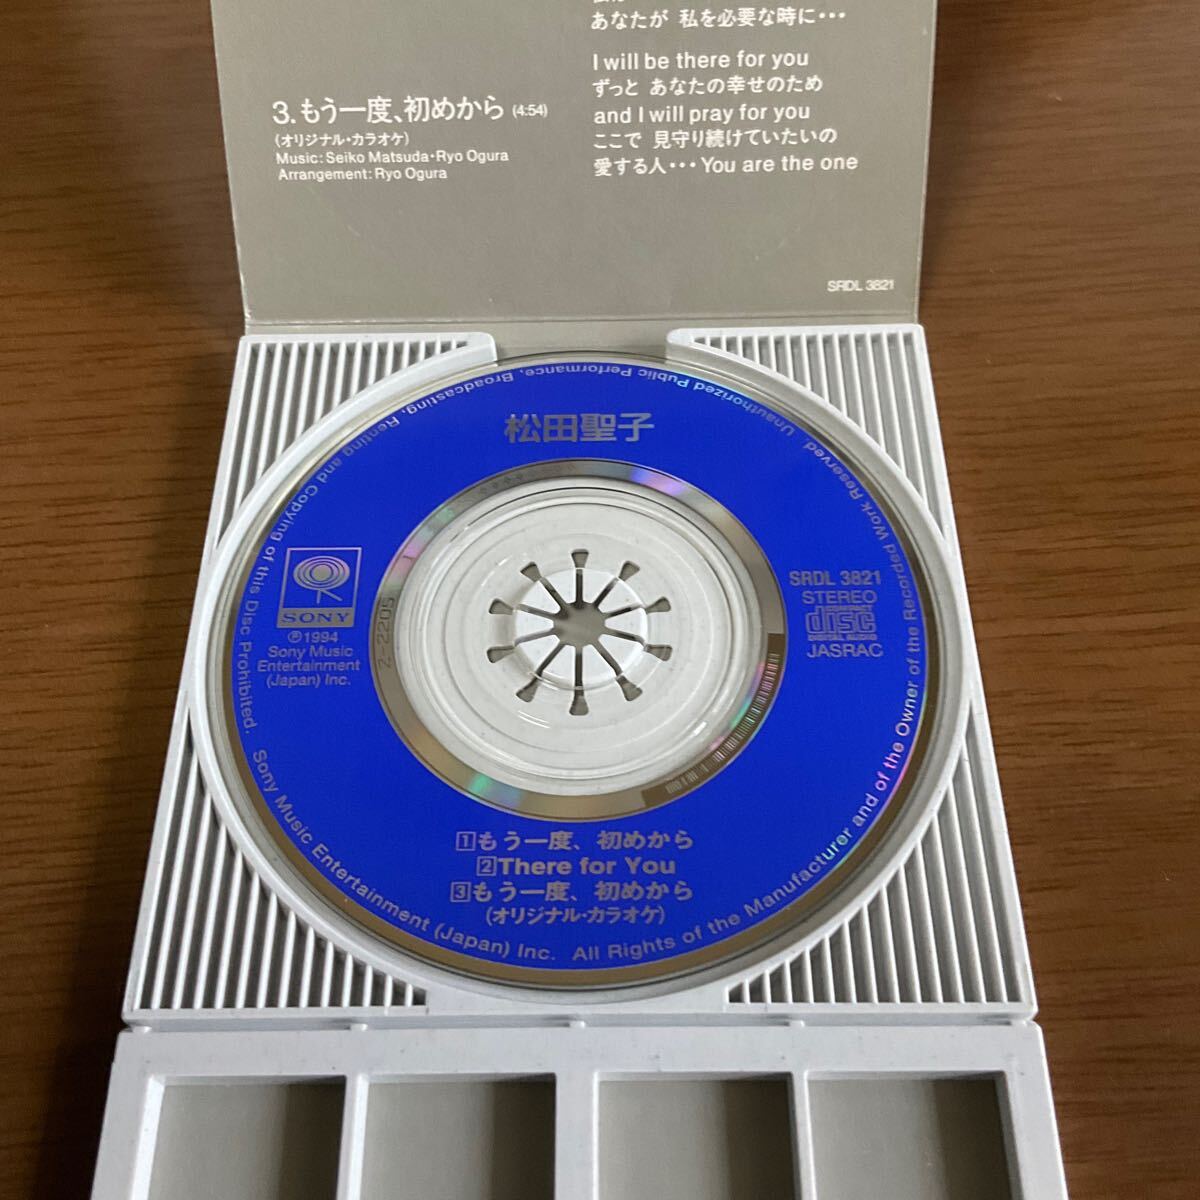 あなたが 私を必要な時に・・・
I will be there for you
ずっと あなたの幸せのため
and I will pray for you
ここで 見守り続けていたいの
愛する人・・・You are the one
3.もう一度、初めから (4:54)
(オリジナル・カラオケ)
Music: Seiko Matsuda・Ryo Ogura
Arrangement: Ryo Ogura
SRDL 3821
松田聖子
SONY
Ⓟ1994
Sony Music
Entertainment
(Japan) Inc.
Z-2205
SRDL 3821
STEREO
COMPACT
disc
DIGITAL AUDIO
JASRAC
1もう一度、初めから
2There for You
3もう一度、初めから
(オリジナル・カラオケ)
Sony Music Entertainment (Japan) Inc. All Rights of the Manufacturer and of the Owner of the Recorded Work Reserved. Unauthorized Public Performance, Broadcasting, Renting and Copying of this Disc Prohibited.